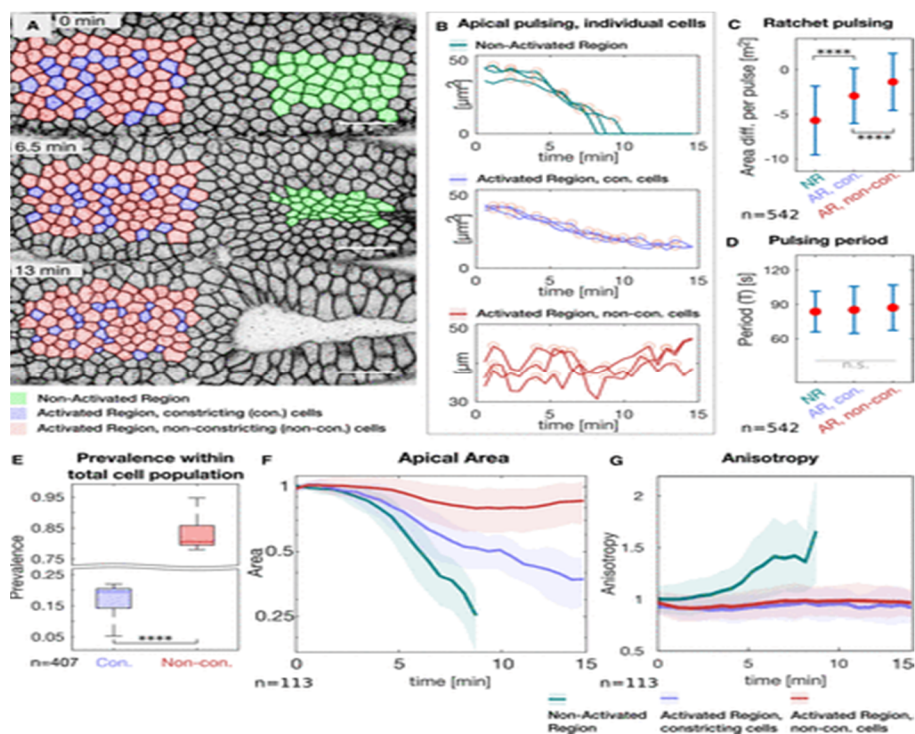 A
0 min
6.5 min
13 min
Non-Activated Region
Activated Region, constricting (con.) cells
Activated Region, non-constricting (non-con.) cells
B Apical pulsing, individual cells
Non-Activated Region
50
[μm²]
0
0 5 10 15
time [min]
Activated Region, con. cells
50
[μm²]
0
0 5 10 15
time [min]
Activated Region, non-con. cells
50
[μm
30
0 5 10 15
time [min]
C Ratchet pulsing
Area diff. per pulse [m²]
0
-5
-10
****
****
NR
AR, con.
AR, non-con.
n=542
D Pulsing period
Period (T) [s]
120
90
60
n.s.
NR
AR, con.
AR, non-con.
n=542
E Prevalence within
total cell population
Prevalence
0.95
0.85
0.75
0.25
0.15
0.05
****
n=407 Con. Non-con.
F Apical Area
Area
1
0.5
0.25
0 5 10 15
time [min]
n=113
G Anisotropy
Anisotropy
2
1.5
1
0.5
0 5 10 15
time [min]
n=113
Non-Activated
Region
Activated Region,
constricting cells
Activated Region,
non-con. cells